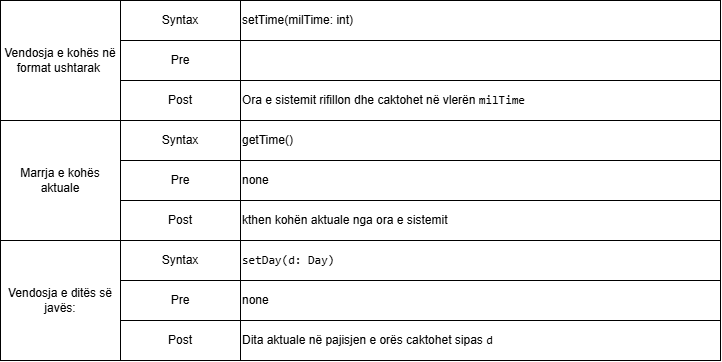 Vendosja e kohës në
format ushtarak
Syntax
setTime(milTime: int)
Pre
Post
Ora e sistemit rifillon dhe caktohet në vlerën milTime
Marrja e kohës
aktuale
Syntax
getTime()
Pre
none
Post
kthen kohën aktuale nga ora e sistemit
Vendosja e ditës së
javës:
Syntax
setDay(d: Day)
Pre
none
Post
Dita aktuale në pajisjen e orës caktohet sipas d